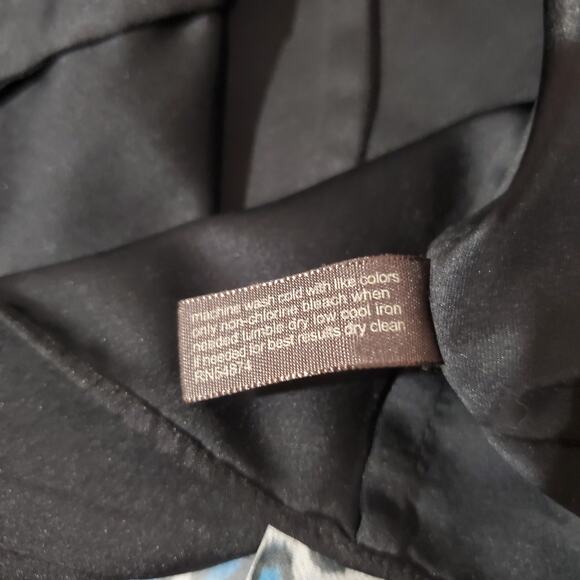 machine wash cold with like colors
only non-chlorine bleach when
needed tumble dry low cool iron
if needed for best results dry clean
RN54874